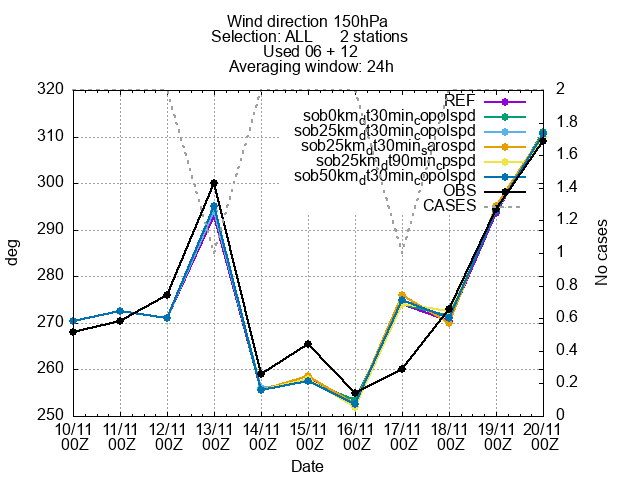 Wind direction 150hPa
Selection: ALL 2 stations
Used 06 + 12
Averaging window: 24h
REF
sob0km_dt30min_copolspd
sob25km_dt30min_copolspd
sob25km_dt30min_sarospd
sob25km_dt90min_cpspd
sob50km_dt30min_copolspd
OBS
CASES
320
310
300
290
280
270
260
250
deg
2
1.8
1.6
1.4
1.2
1
0.8
0.6
0.4
0.2
0
No cases
10/11 11/11 12/11 13/11 14/11 15/11 16/11 17/11 18/11 19/11 20/11
00Z 00Z 00Z 00Z 00Z 00Z 00Z 00Z 00Z 00Z 00Z
Date